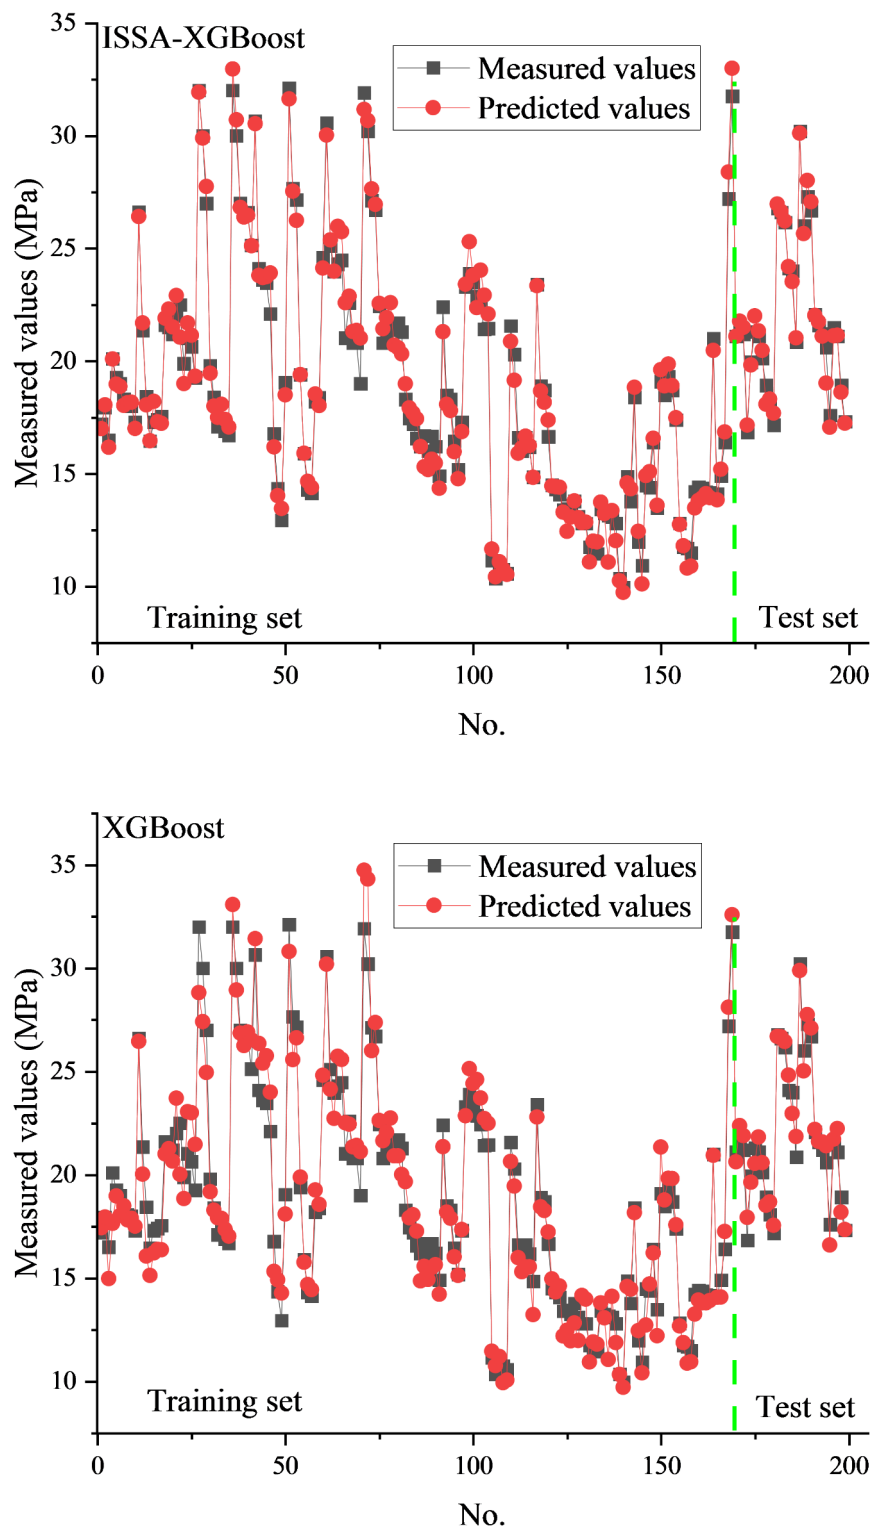 ISSA-XGBoost
Measured values
Predicted values
Measured values (MPa)
35
30
25
20
15
10
Training set
Test set
0
50
100
150
200
No.
XGBoost
Measured values
Predicted values
Measured values (MPa)
35
30
25
20
15
10
Training set
Test set
0
50
100
150
200
No.